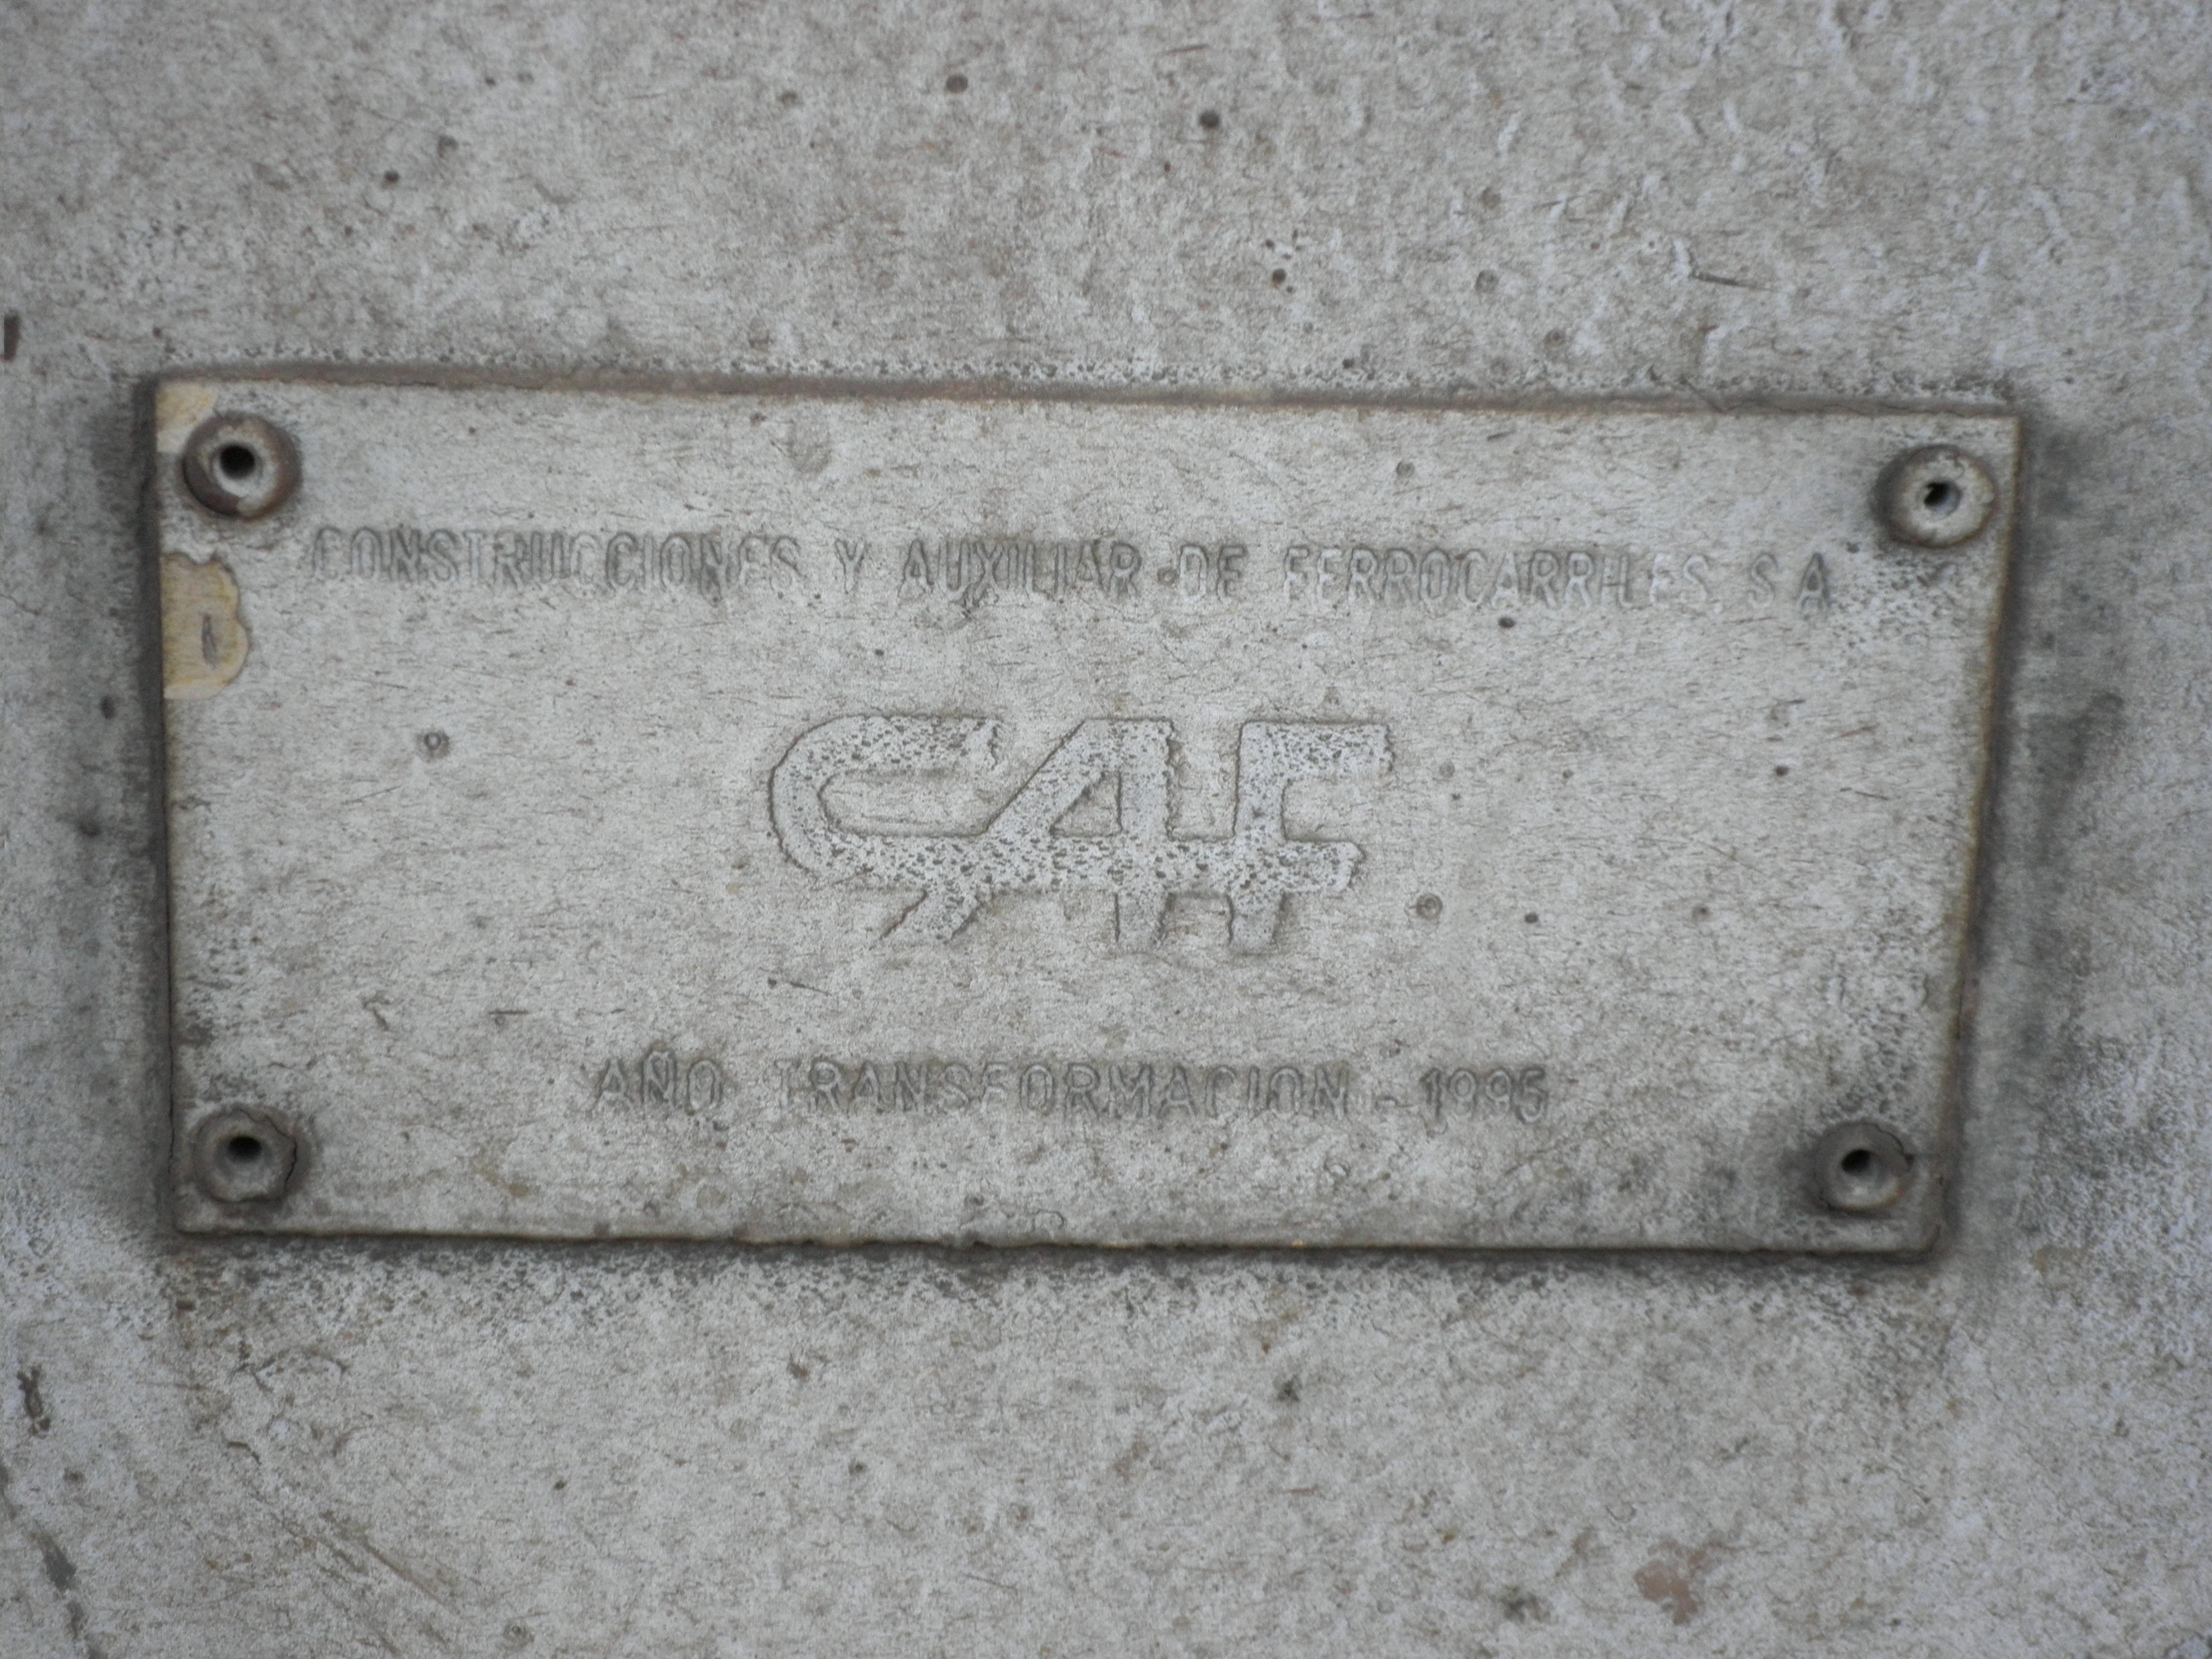 CONSTRUCCIONES Y AUXILIAR DE FERROCARRILES, S.A.
CAF
AÑO TRANSFORMACION - 1995